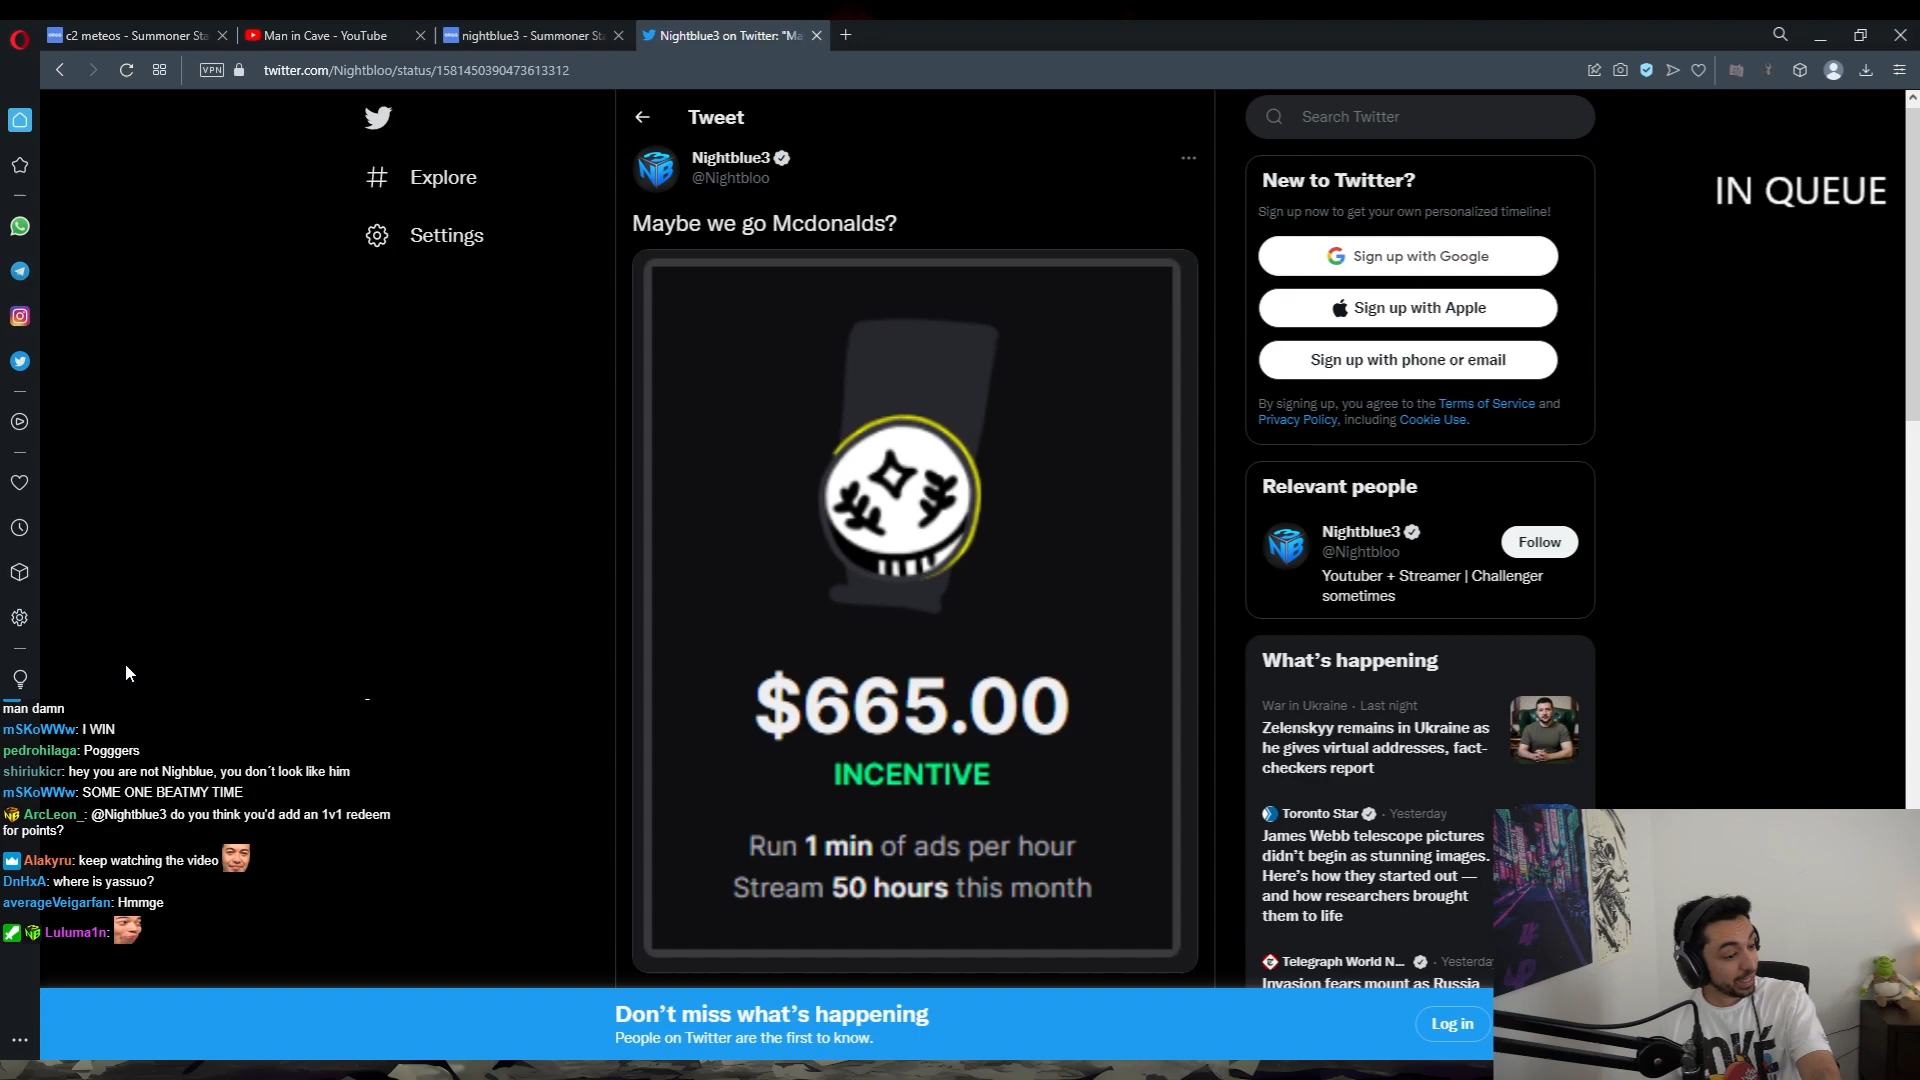 c2 meteos - Summoner Sta
Man in Cave - YouTube
nightblue3 - Summoner St
Nightblue3 on Twitter: "Ma
VPN
twitter.com/Nightbloo/status/1581450390473613312
Explore
Settings
Tweet
Nightblue3
@Nightbloo
Maybe we go Mcdonalds?
$665.00
INCENTIVE
Run 1 min of ads per hour
Stream 50 hours this month
Search Twitter
New to Twitter?
Sign up now to get your own personalized timeline!
Sign up with Google
Sign up with Apple
Sign up with phone or email
By signing up, you agree to the Terms of Service and
Privacy Policy, including Cookie Use.
Relevant people
Nightblue3
@Nightbloo
Follow
Youtuber + Streamer | Challenger
sometimes
What's happening
War in Ukraine · Last night
Zelenskyy remains in Ukraine as
he gives virtual addresses, fact-
checkers report
Toronto Star · Yesterday
James Webb telescope pictures
didn't begin as stunning images.
Here's how they started out —
and how researchers brought
them to life
Telegraph World N... · Yesterda
Invasion fears mount as Russia
IN QUEUE
man damn
mSKoWWw: I WIN
pedrohilaga: Pogggers
shiriukicr: hey you are not Nighblue, you don´t look like him
mSKoWWw: SOME ONE BEATMY TIME
ArcLeon_: @Nightblue3 do you think you'd add an 1v1 redeem
for points?
Alakyru: keep watching the video
DnHxA: where is yassuo?
averageVeigarfan: Hmmge
Luluma1n:
Don't miss what's happening
People on Twitter are the first to know.
Log in